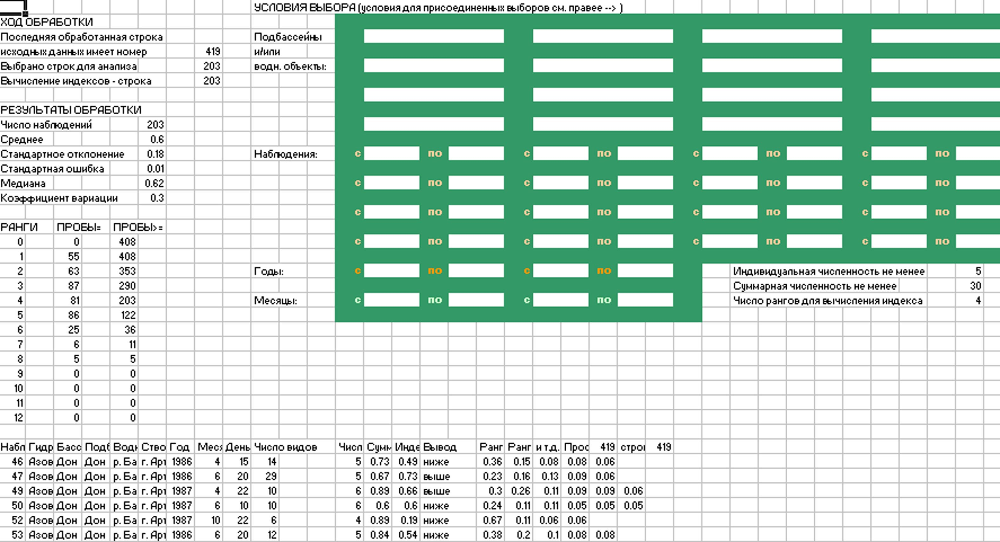 УСЛОВИЯ ВЫБОРА (условия для присоединенных выборов см. правее --> )
ХОД ОБРАБОТКИ
Последняя обработанная строка Подбассейны
исходных данных имеет номер 419 и/или
Выбрано строк для анализа 203 водн. объекты:
Вычисление индексов - строка 203
РЕЗУЛЬТАТЫ ОБРАБОТКИ
Число наблюдений 203
Среднее 0.6
Стандартное отклонение 0.18 Наблюдения: с по с по с по с по
Стандартная ошибка 0.01
Медиана 0.62 с по с по с по с по
Коэффициент вариации 0.3
с по с по с по с по
РАНГИ ПРОБЫ= ПРОБЫ>=
0 0 408 с по с по с по с по
1 55 408
2 63 353 Годы: с по с по Индивидуальная численность не менее 5
3 87 290 Суммарная численность не менее 30
4 81 203 Месяцы: с по с по Число рангов для вычисления индекса 4
5 86 122
6 25 36
7 6 11
8 5 5
9 0 0
10 0 0
11 0 0
12 0 0
Набл Гидр Басс Подб Водн Ство Год Меся День Число видов Числ Сумм Инде Вывод Ранг Ранг и т.д. Прос 419 строк 419
46 Азов Дон Дон р. Ба г. Арт 1986 4 15 14 5 0.73 0.49 ниже 0.36 0.15 0.08 0.08 0.06
47 Азов Дон Дон р. Ба г. Арт 1986 6 20 29 5 0.67 0.73 выше 0.23 0.16 0.13 0.09 0.06
49 Азов Дон Дон р. Ба г. Арт 1987 4 22 10 6 0.89 0.66 выше 0.3 0.26 0.11 0.09 0.09 0.06
50 Азов Дон Дон р. Ба г. Арт 1987 6 10 10 6 0.6 0.6 ниже 0.24 0.11 0.11 0.05 0.05 0.05
52 Азов Дон Дон р. Ба г. Арт 1987 10 22 6 4 0.89 0.19 ниже 0.67 0.11 0.06 0.06
53 Азов Дон Дон р. Ба г. Арт 1986 6 20 12 5 0.84 0.54 ниже 0.38 0.2 0.1 0.08 0.08